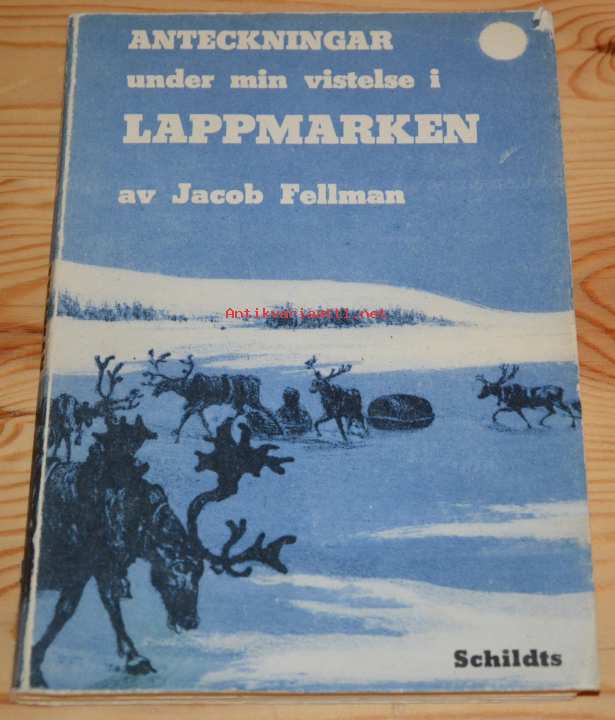 ANTECKNINGAR
under min vistelse i
LAPPMARKEN
av Jacob Fellman
Antikvariaatti.net
Schildts